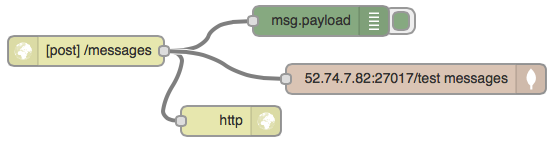 msg.payload
[post] /messages
52.74.7.82:27017/test messages
http